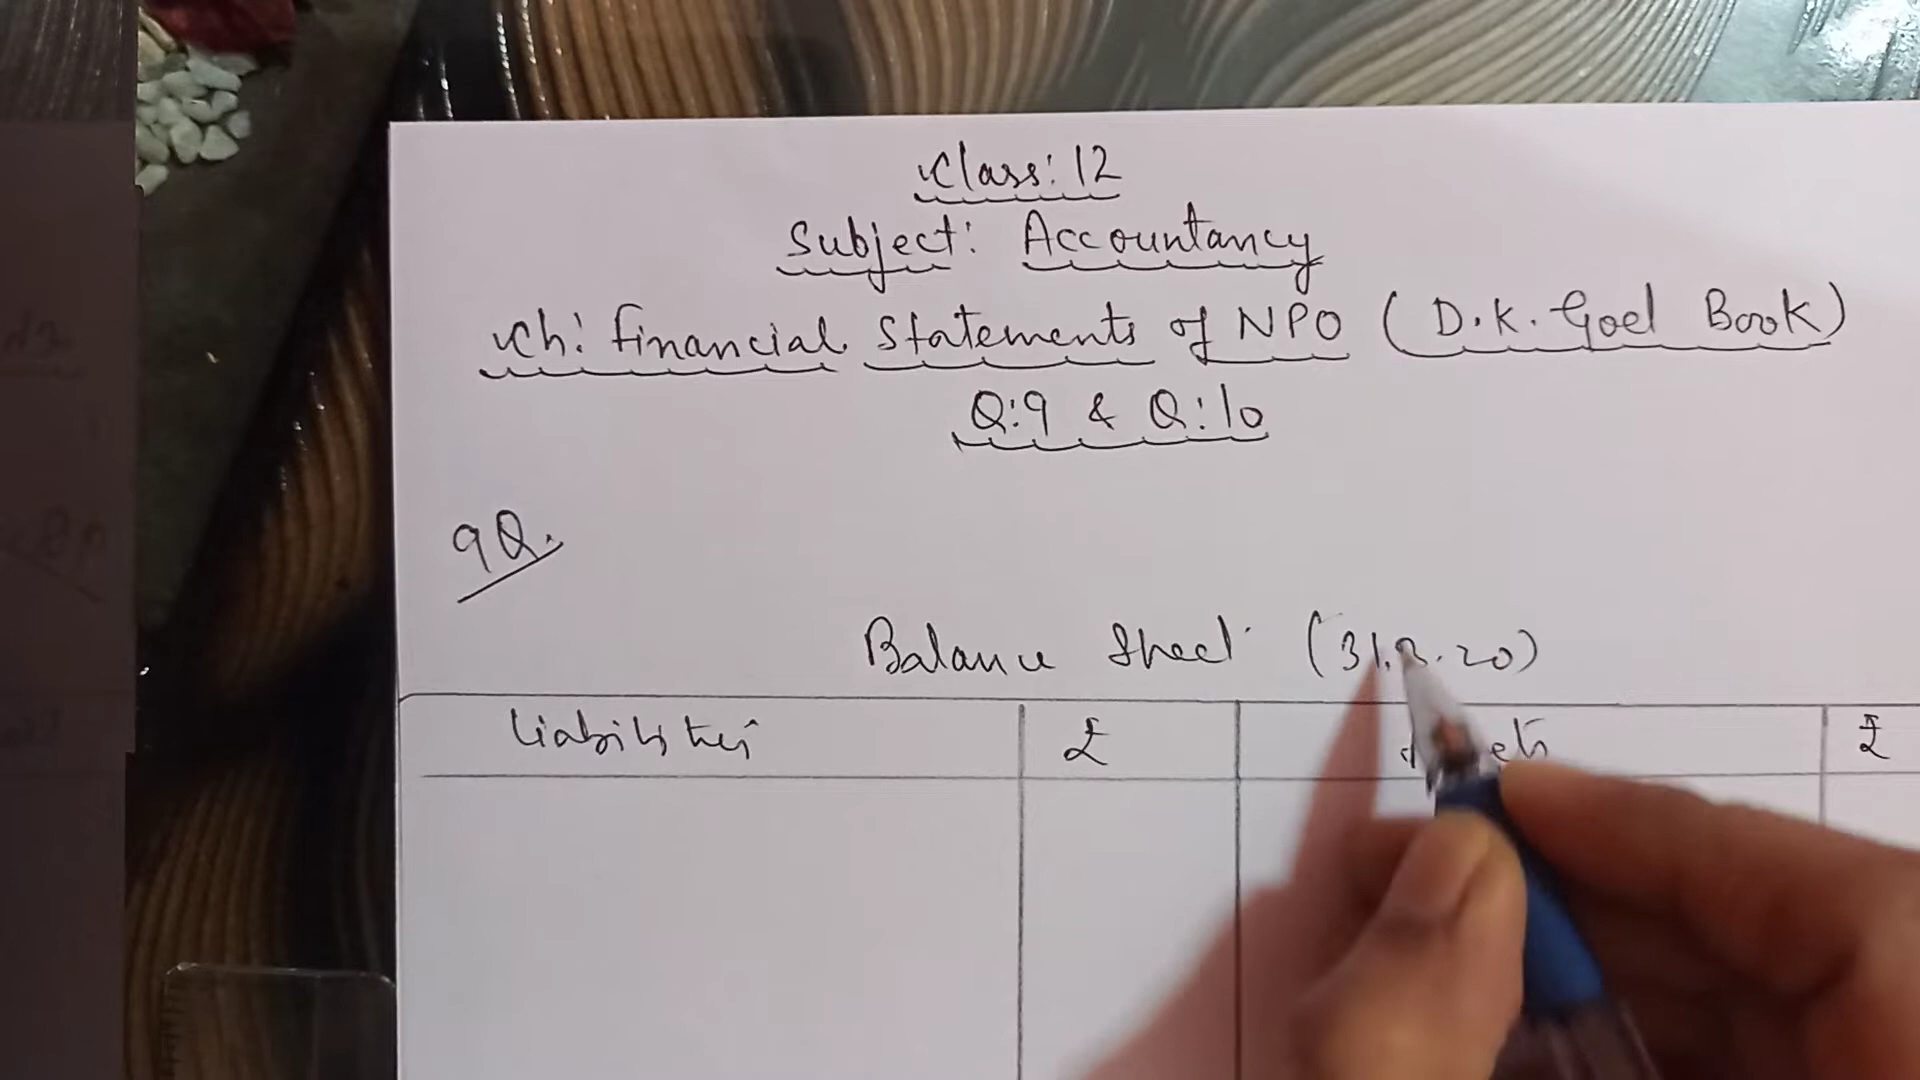 Class: 12
Subject: Accountancy
Ch: Financial Statements of NPO (D.K. Goel Book)
Q:9 & Q:10
9Q.
Balance Sheet (31.3.20)
Liabilities ₹ Assets ₹